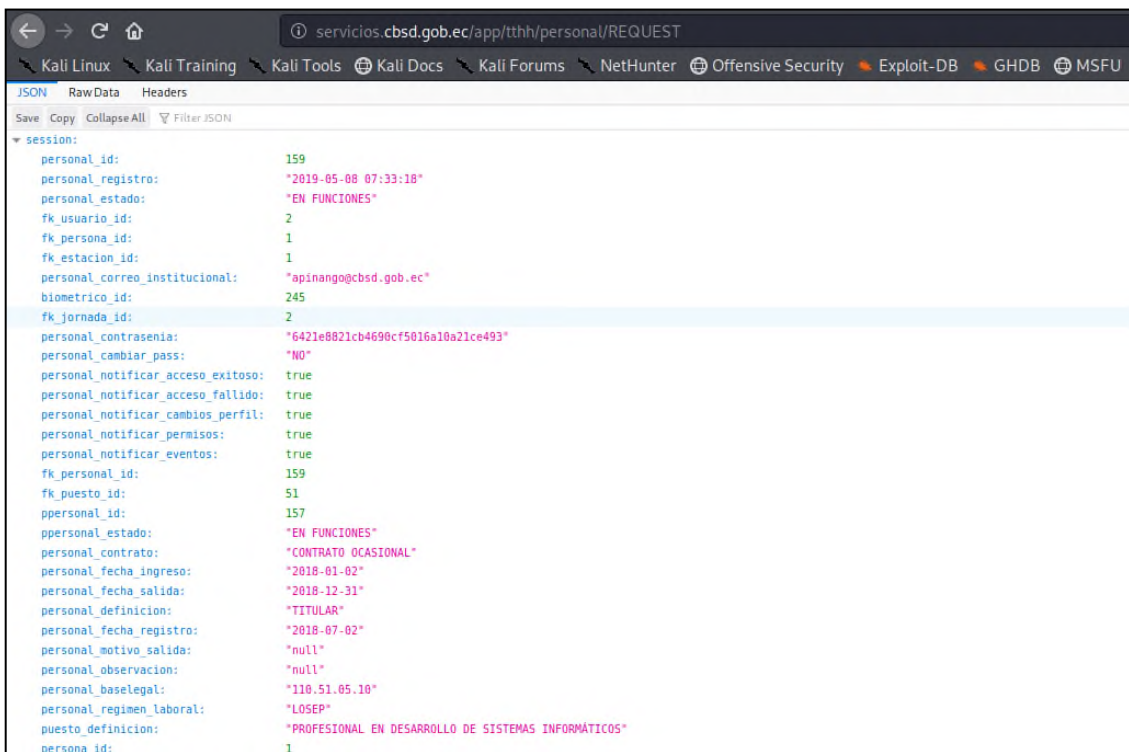 servicios.cbsd.gob.ec/app/tthh/personal/REQUEST
Kali Linux Kali Training Kali Tools Kali Docs Kali Forums NetHunter Offensive Security Exploit-DB GHDB MSFU
JSON Raw Data Headers
Save Copy Collapse All Filter JSON
session:
personal_id: 159
personal_registro: "2019-05-08 07:33:18"
personal_estado: "EN FUNCIONES"
fk_usuario_id: 2
fk_persona_id: 1
fk_estacion_id: 1
personal_correo_institucional: "apinango@cbsd.gob.ec"
biometrico_id: 245
fk_jornada_id: 2
personal_contrasenia: "6421e8821cb4690cf5016a10a21ce493"
personal_cambiar_pass: "NO"
personal_notificar_acceso_exitoso: true
personal_notificar_acceso_fallido: true
personal_notificar_cambios_perfil: true
personal_notificar_permisos: true
personal_notificar_eventos: true
fk_personal_id: 159
fk_puesto_id: 51
ppersonal_id: 157
ppersonal_estado: "EN FUNCIONES"
personal_contrato: "CONTRATO OCASIONAL"
personal_fecha_ingreso: "2018-01-02"
personal_fecha_salida: "2018-12-31"
personal_definicion: "TITULAR"
personal_fecha_registro: "2018-07-02"
personal_motivo_salida: "null"
personal_observacion: "null"
personal_baselegal: "110.51.05.10"
personal_regimen_laboral: "LOSEP"
puesto_definicion: "PROFESIONAL EN DESARROLLO DE SISTEMAS INFORMÁTICOS"
persona_id: 1